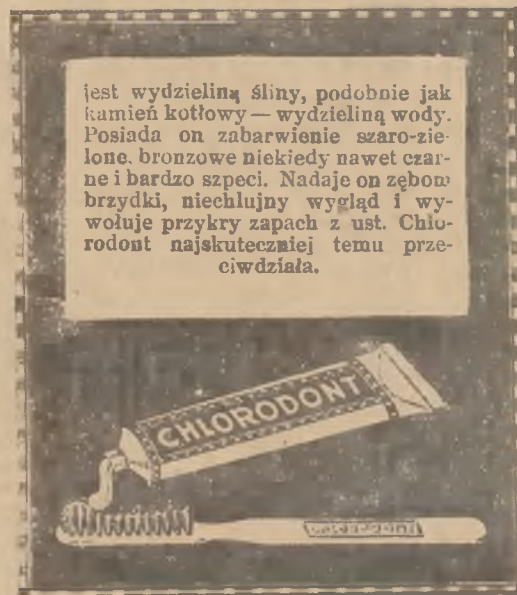 jest wydzieliną śliny, podobnie jak
kamień kotłowy — wydzieliną wody.
Posiada on zabarwienie szaro-zie-
lone, bronzowe niekiedy nawet czar-
ne i bardzo szpeci. Nadaje on zębom
brzydki, niechlujny wygląd i wy-
wołuje przykry zapach z ust. Chlo-
rodont najskuteczniej temu prze-
ciwdziała.
CHLORODONT